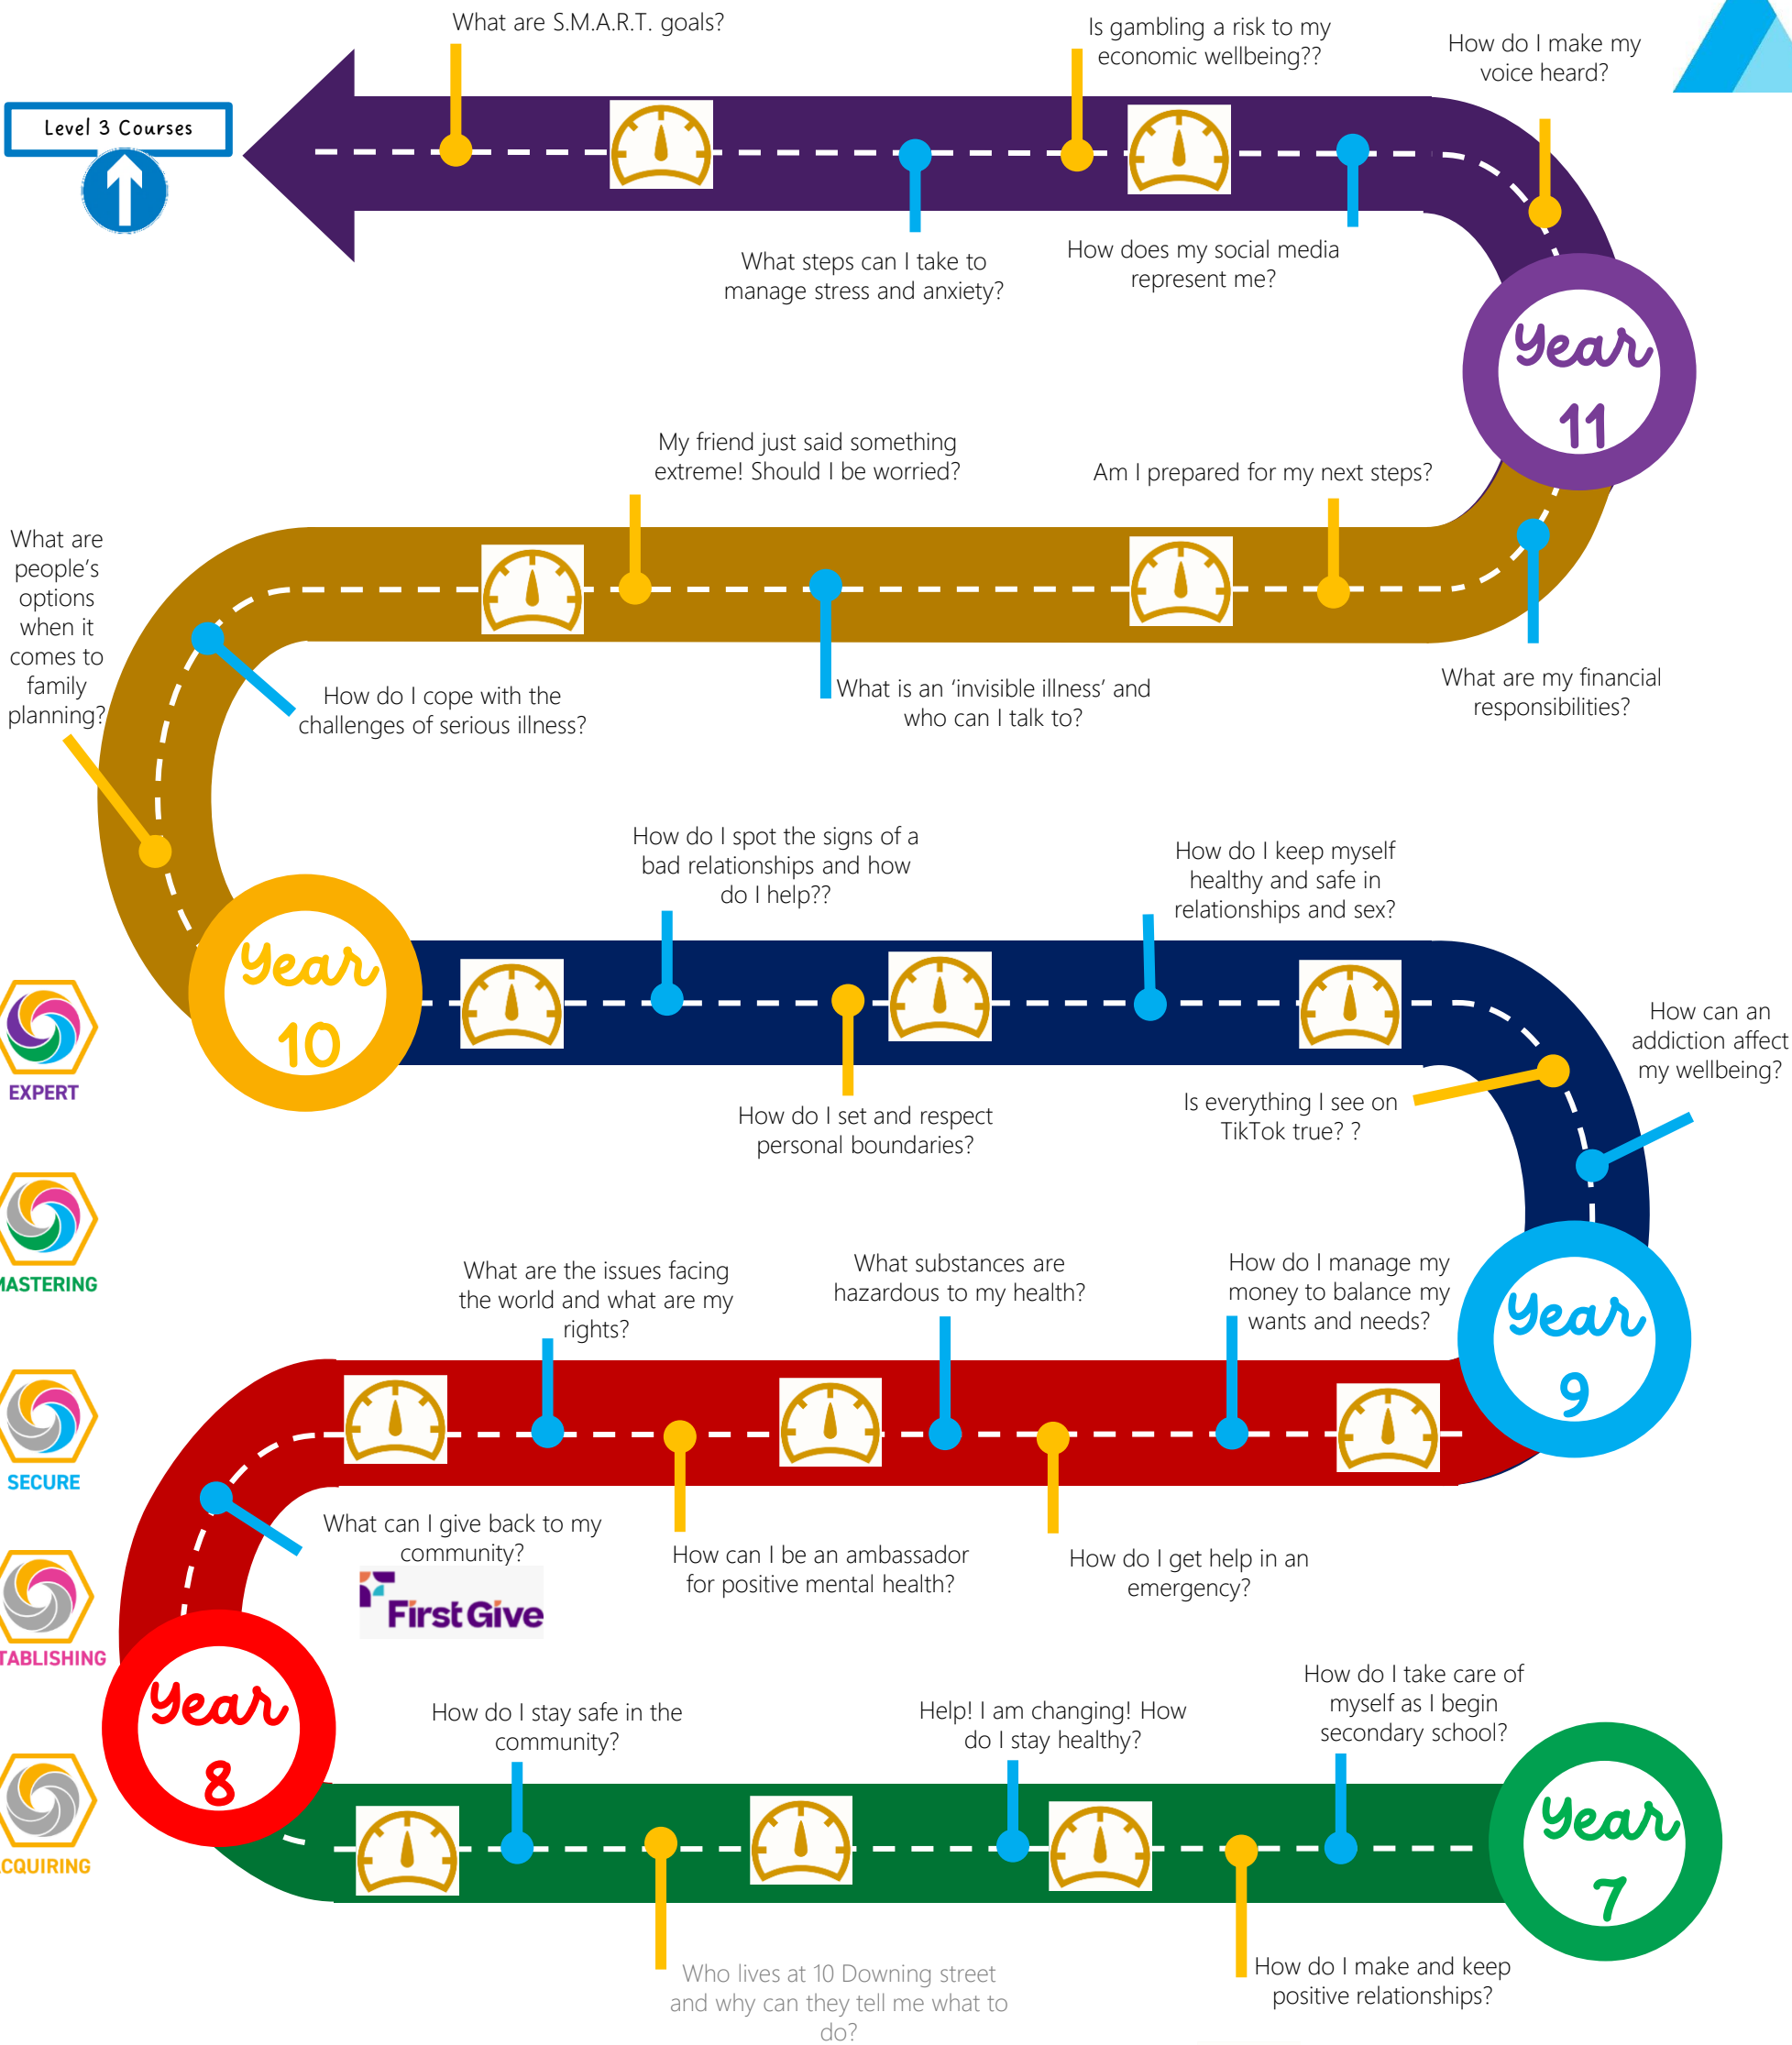 What are S.M.A.R.T. goals?
Is gambling a risk to my
economic wellbeing??
How do I make my
voice heard?
Level 3 Courses
What steps can I take to
manage stress and anxiety?
How does my social media
represent me?
Year
11
My friend just said something
extreme! Should I be worried?
Am I prepared for my next steps?
What are
people's
options
when it
comes to
family
planning?
How do I cope with the
challenges of serious illness?
What is an 'invisible illness' and
who can I talk to?
What are my financial
responsibilities?
How do I spot the signs of a
bad relationships and how
do I help??
How do I keep myself
healthy and safe in
relationships and sex?
Year
10
How can an
addiction affect
my wellbeing?
EXPERT
How do I set and respect
personal boundaries?
Is everything I see on
TikTok true? ?
MASTERING
What are the issues facing
the world and what are my
rights?
What substances are
hazardous to my health?
How do I manage my
money to balance my
wants and needs?
Year
9
SECURE
What can I give back to my
community?
First Give
How can I be an ambassador
for positive mental health?
How do I get help in an
emergency?
TABLISHING
Year
8
How do I stay safe in the
community?
Help! I am changing! How
do I stay healthy?
How do I take care of
myself as I begin
secondary school?
Year
7
CQUIRING
Who lives at 10 Downing street
and why can they tell me what to
do?
How do I make and keep
positive relationships?